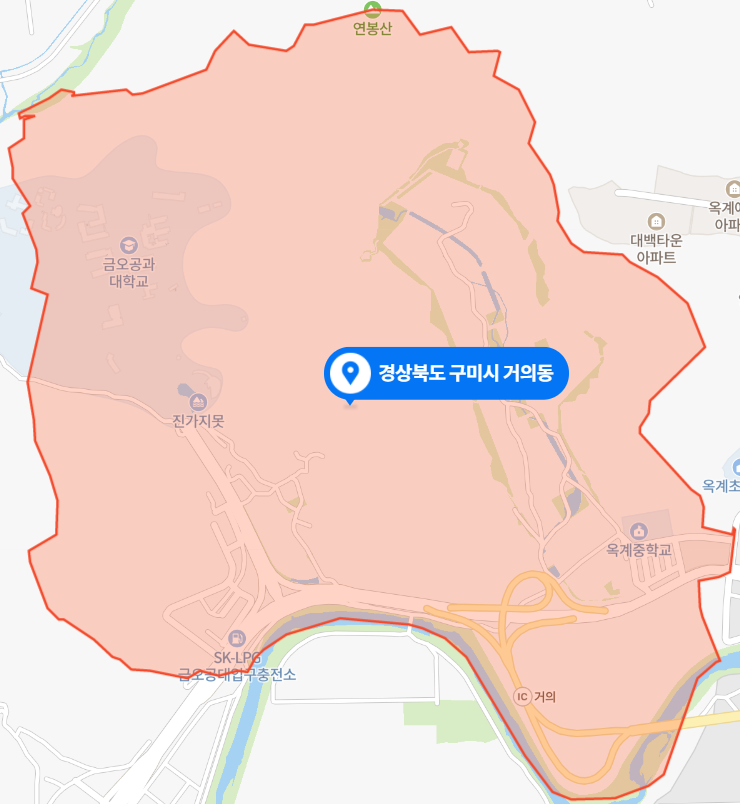 연봉산
대백타운
아파트
옥계에
아파
금오공과
대학교
경상북도 구미시 거의동
진가지못
옥계초
옥계중학교
SK-LPG
금오공대입구충전소
IC 거의